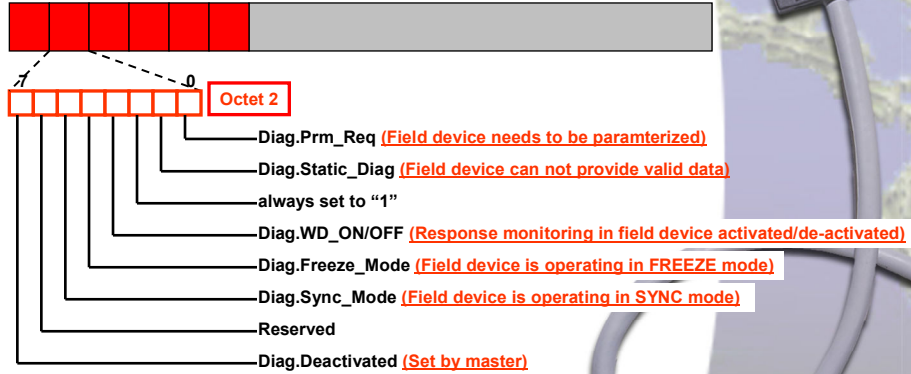 7 0
Octet 2
Diag.Prm_Req (Field device needs to be paramterized)
Diag.Static_Diag (Field device can not provide valid data)
always set to “1”
Diag.WD_ON/OFF (Response monitoring in field device activated/de-activated)
Diag.Freeze_Mode (Field device is operating in FREEZE mode)
Diag.Sync_Mode (Field device is operating in SYNC mode)
Reserved
Diag.Deactivated (Set by master)